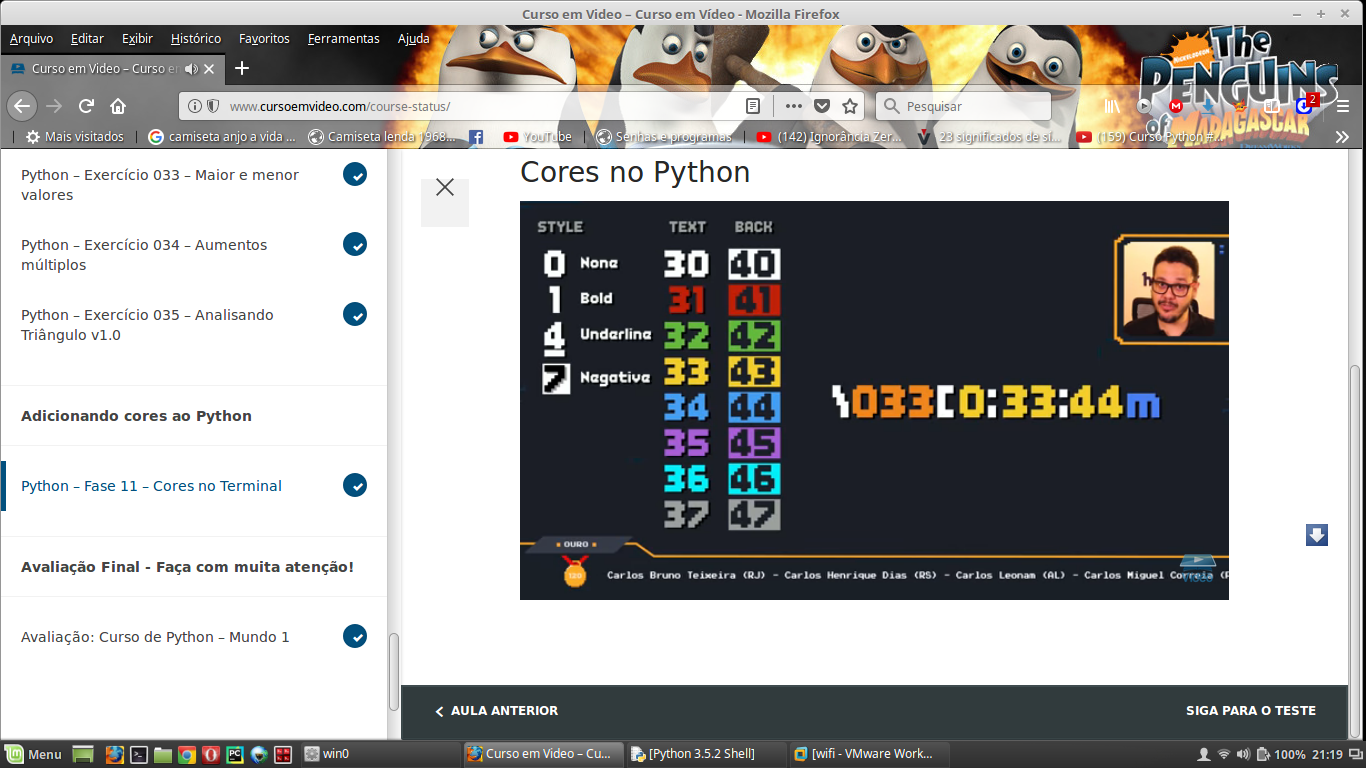 Curso em Video – Curso em Vídeo - Mozilla Firefox
Arquivo Editar Exibir Histórico Favoritos Ferramentas Ajuda
The
NICKELODEON
PENGUINS
of MADAGASCAR
Curso em Video – Curso en
www.cursoemvideo.com/course-status/
Pesquisar
2
Mais visitados
camiseta anjo a vida ...
Camiseta lenda 1968...
YouTube
Senhas e programas
(142) Ignorância Zer...
23 significados de sí...
(159) Curso Python #...
Python – Exercício 033 – Maior e menor
valores
Python – Exercício 034 – Aumentos
múltiplos
Python – Exercício 035 – Analisando
Triângulo v1.0
Adicionando cores ao Python
Python – Fase 11 – Cores no Terminal
Avaliação Final - Faça com muita atenção!
Avaliação: Curso de Python – Mundo 1
Cores no Python
STYLE TEXT BACK
0 None 30 40
1 Bold 31 41
4 Underline 32 42
7 Negative 33 43
34 44
35 45
36 46
37 47
\033[0:33:44m
OURO
Carlos Bruno Teixeira (RJ) - Carlos Henrique Dias (RS) - Carlos Leonam (AL) - Carlos Miguel Correia (
AULA ANTERIOR
SIGA PARA O TESTE
Menu
win0
Curso em Video – Cu...
[Python 3.5.2 Shell]
[wifi - VMware Work...
100%
21:19